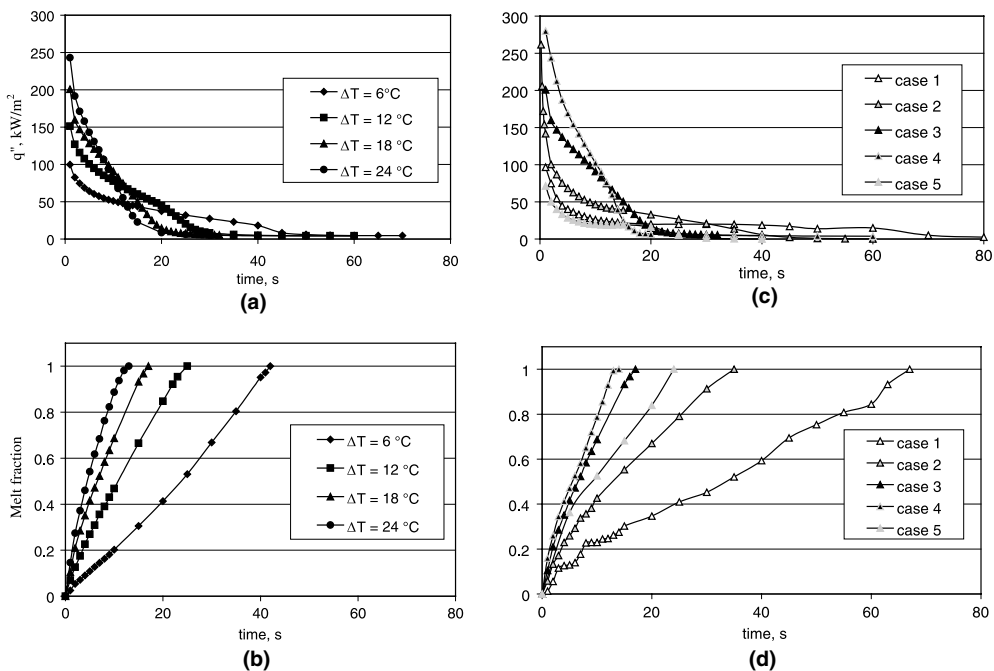 300
250
200
150
100
50
0
q", kW/m²
ΔT = 6°C
ΔT = 12 °C
ΔT = 18 °C
ΔT = 24 °C
0 20 40 60 80
time, s
(a)
300
250
200
150
100
50
0
case 1
case 2
case 3
case 4
case 5
0 20 40 60 80
time, s
(c)
1
0.8
0.6
0.4
0.2
0
Melt fraction
ΔT = 6 °C
ΔT = 12 °C
ΔT = 18 °C
ΔT = 24 °C
0 20 40 60 80
time, s
(b)
1
0.8
0.6
0.4
0.2
0
case 1
case 2
case 3
case 4
case 5
0 20 40 60 80
time, s
(d)